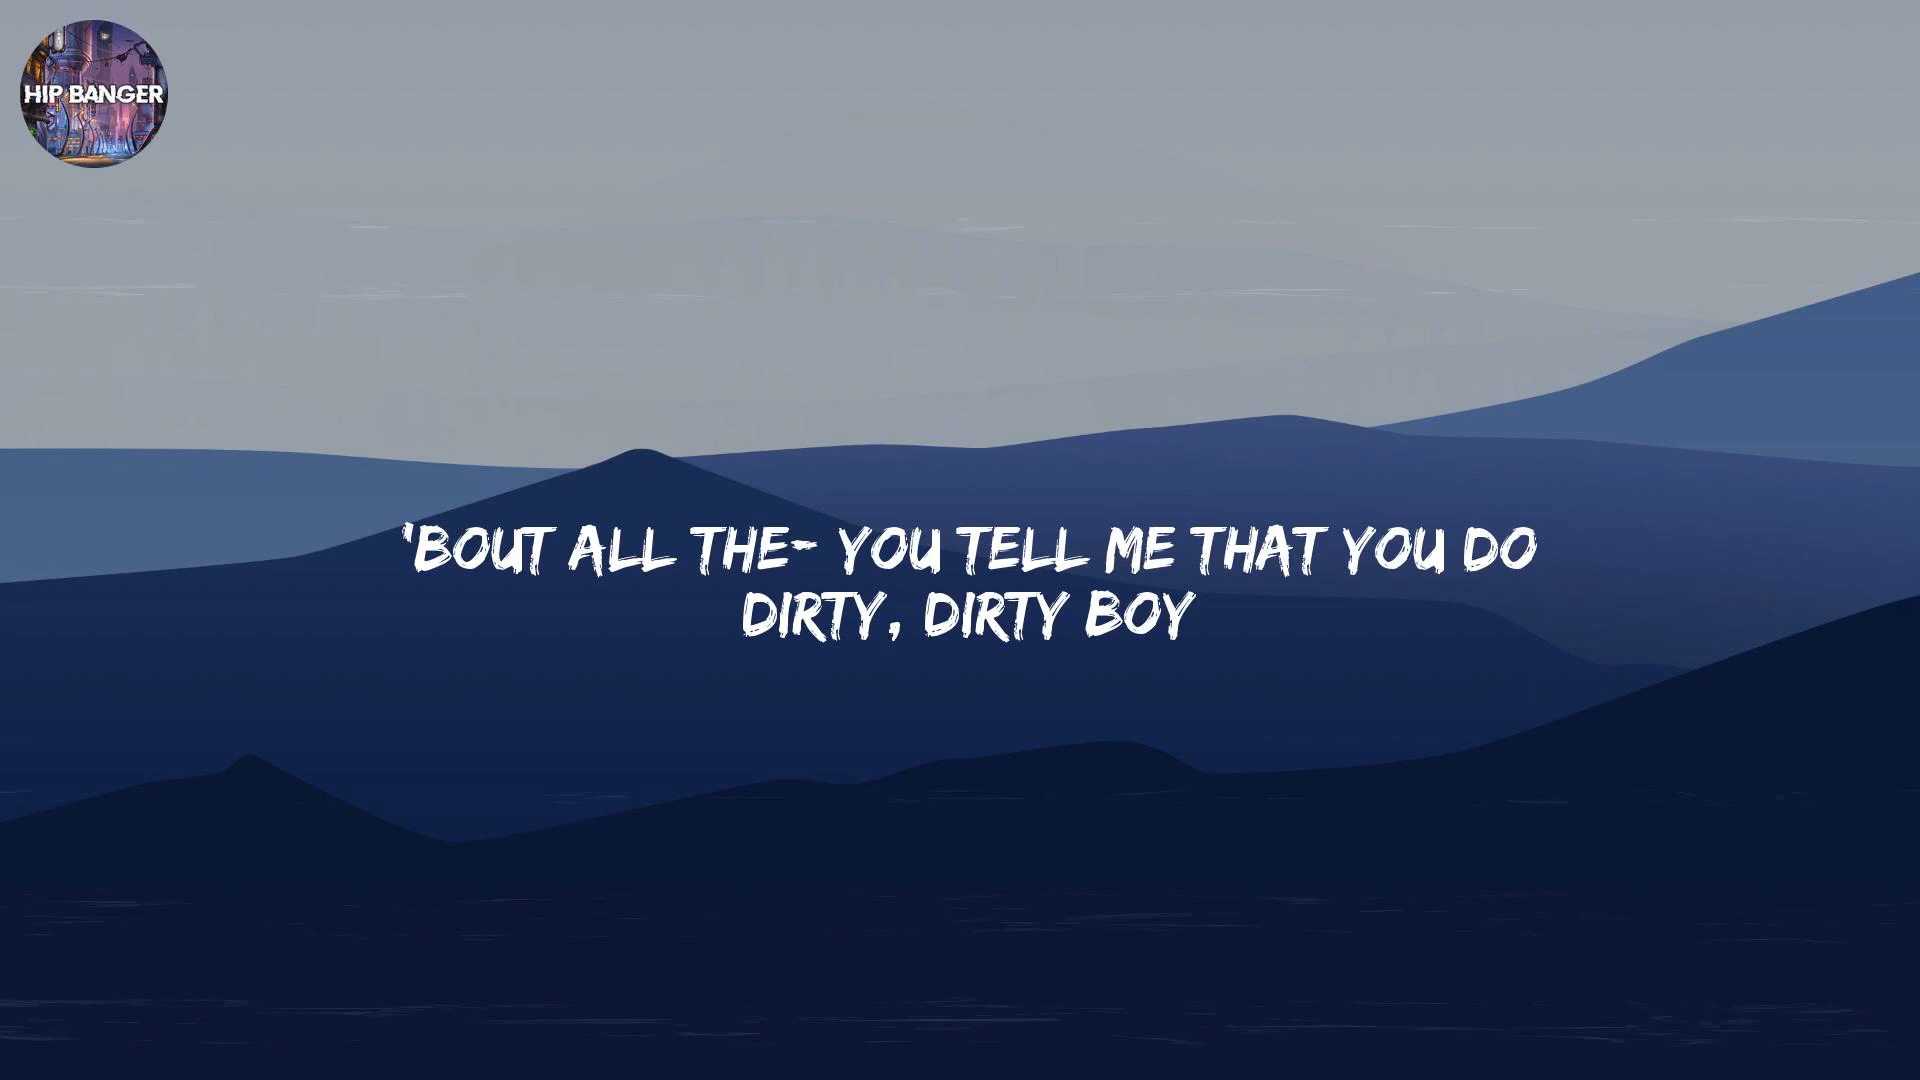 HIP BANGER
'BOUT ALL THE- YOU TELL ME THAT YOU DO
DIRTY, DIRTY BOY